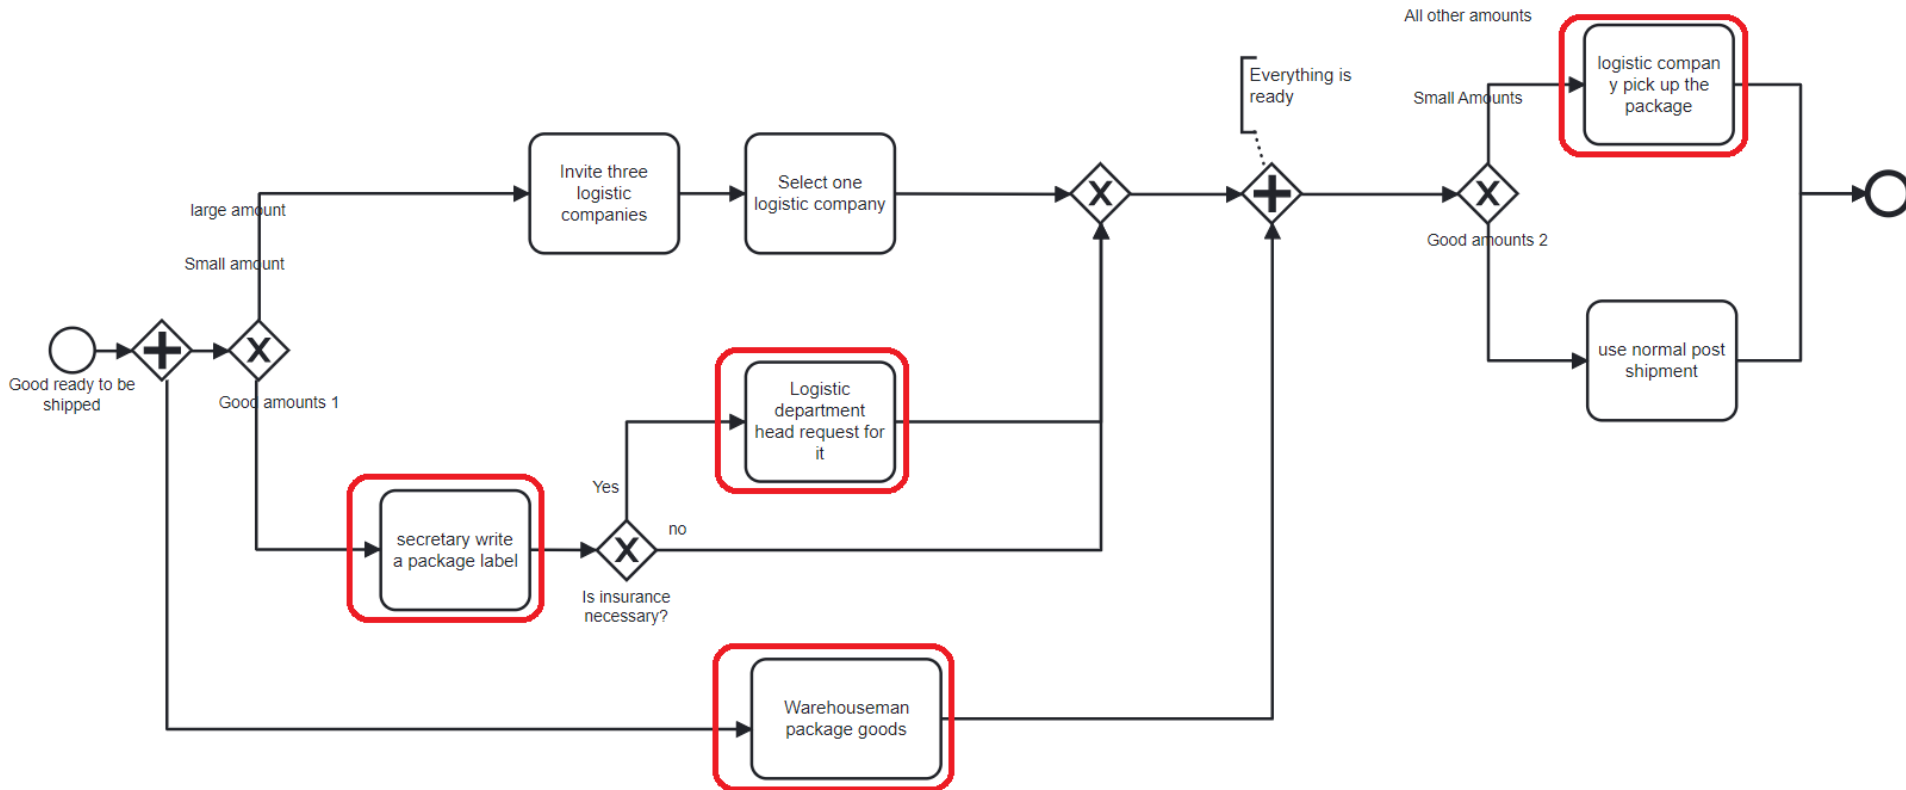 All other amounts
logistic compan
y pick up the
package
Everything is
ready
Small Amounts
Invite three
logistic
companies
Select one
logistic company
large amount
Small amount
Good amounts 2
Good ready to be
shipped
Good amounts 1
use normal post
shipment
Logistic
department
head request for
it
Yes
no
secretary write
a package label
Is insurance
necessary?
Warehouseman
package goods